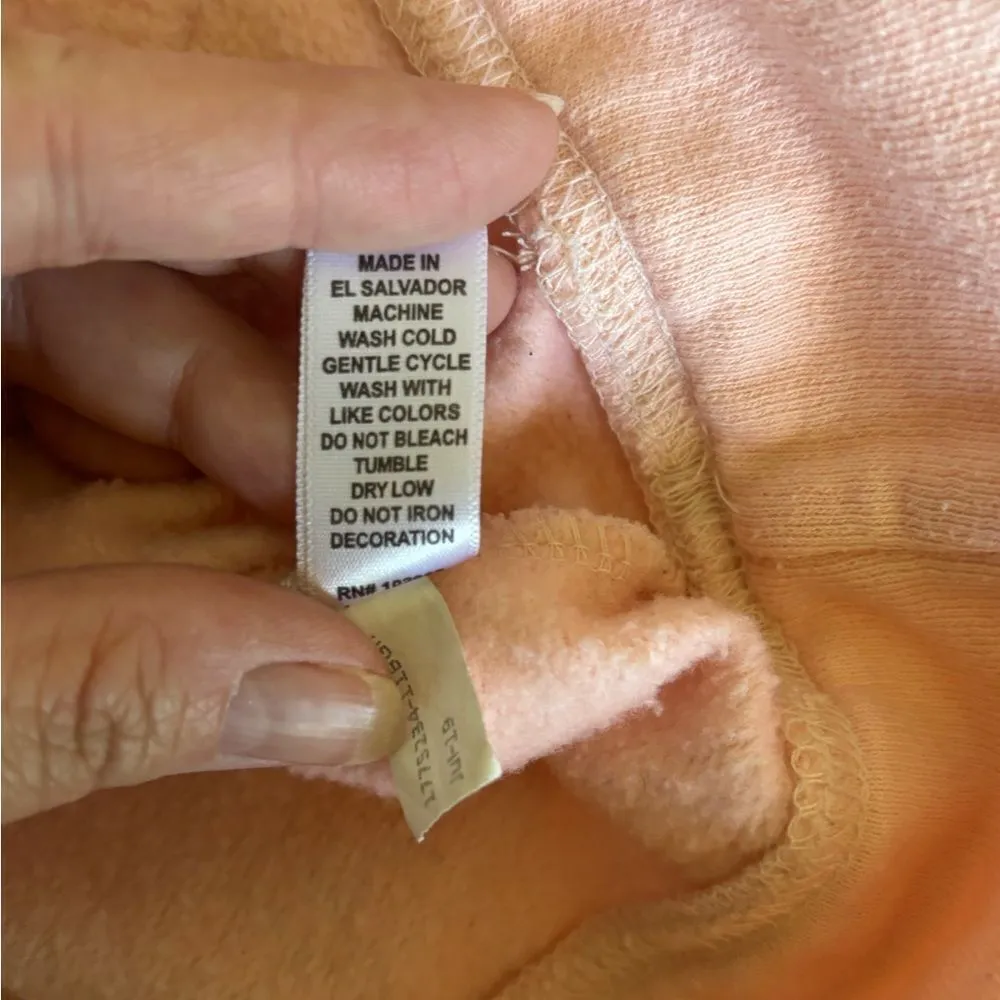 MADE IN
EL SALVADOR
MACHINE
WASH COLD
GENTLE CYCLE
WASH WITH
LIKE COLORS
DO NOT BLEACH
TUMBLE
DRY LOW
DO NOT IRON
DECORATION
RN#